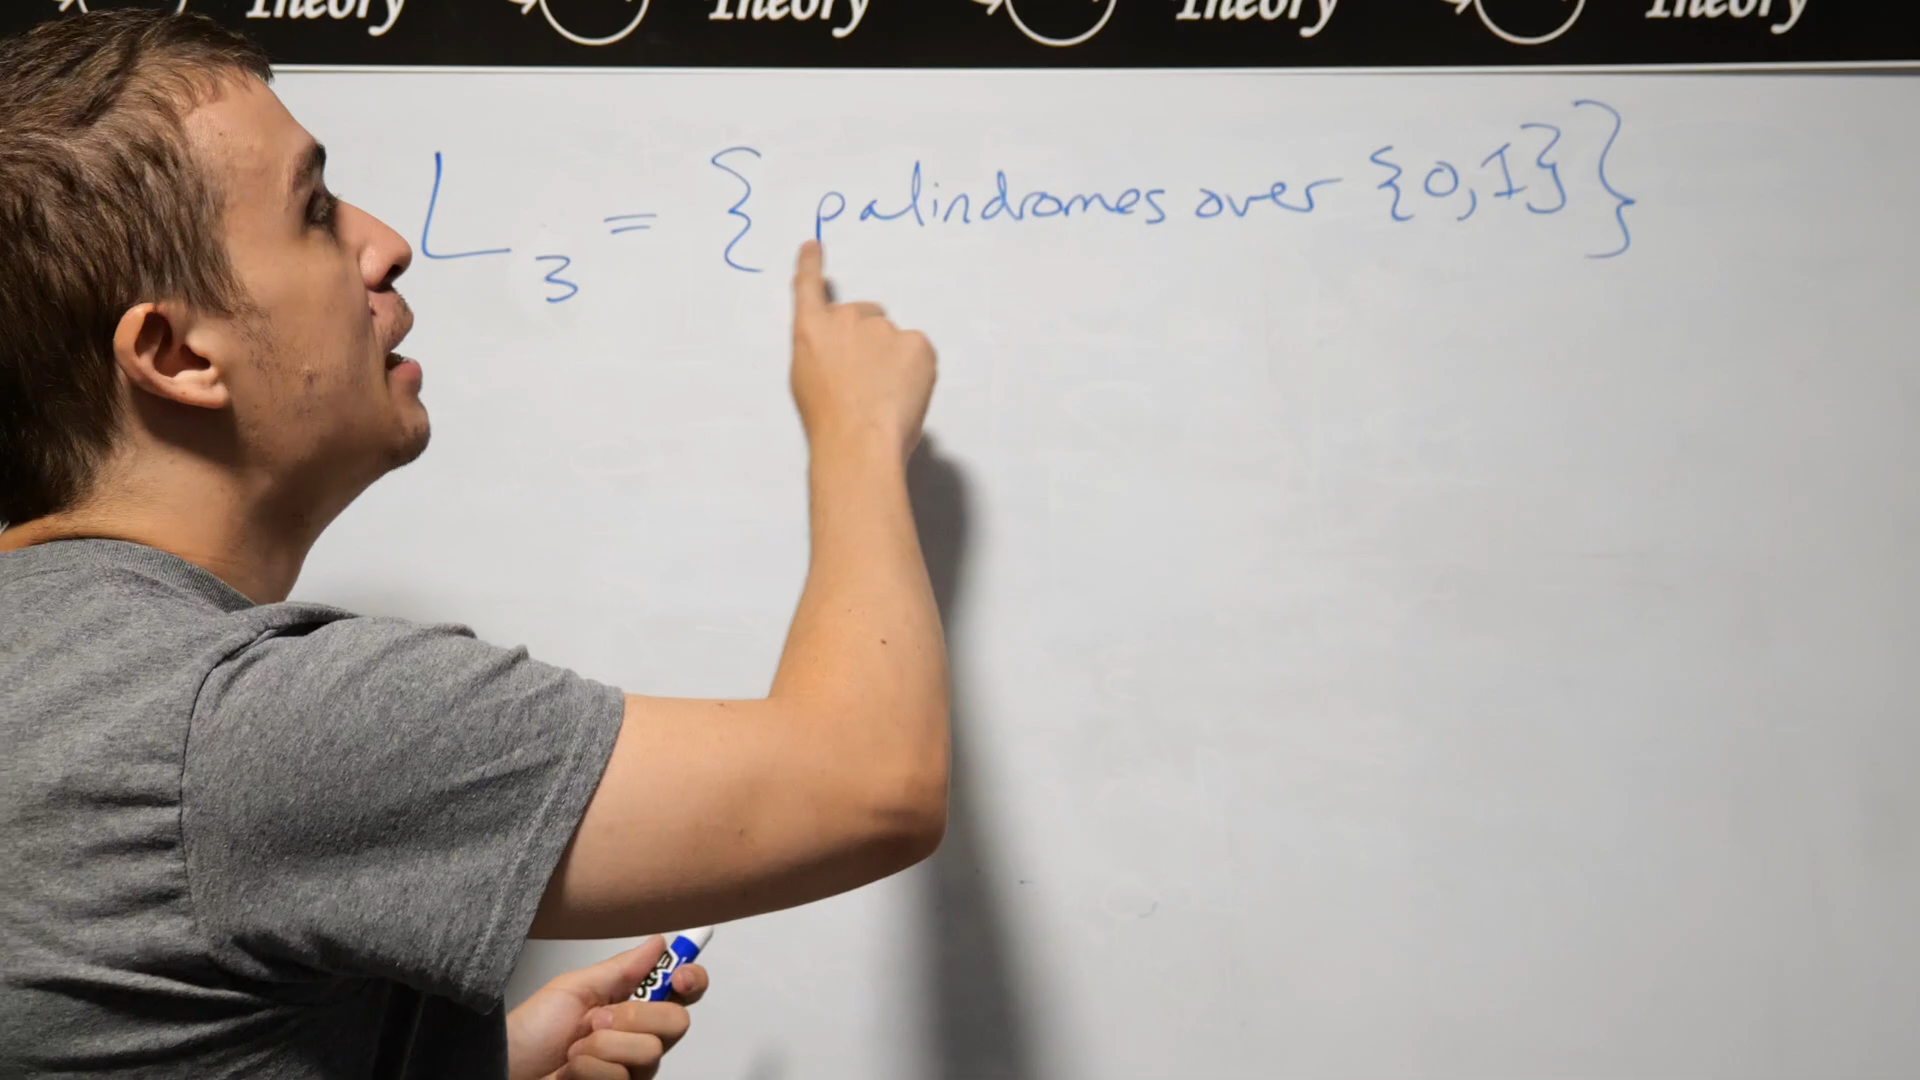 Theory Theory Theory Theory
L₃ = { palindromes over {0,1} }